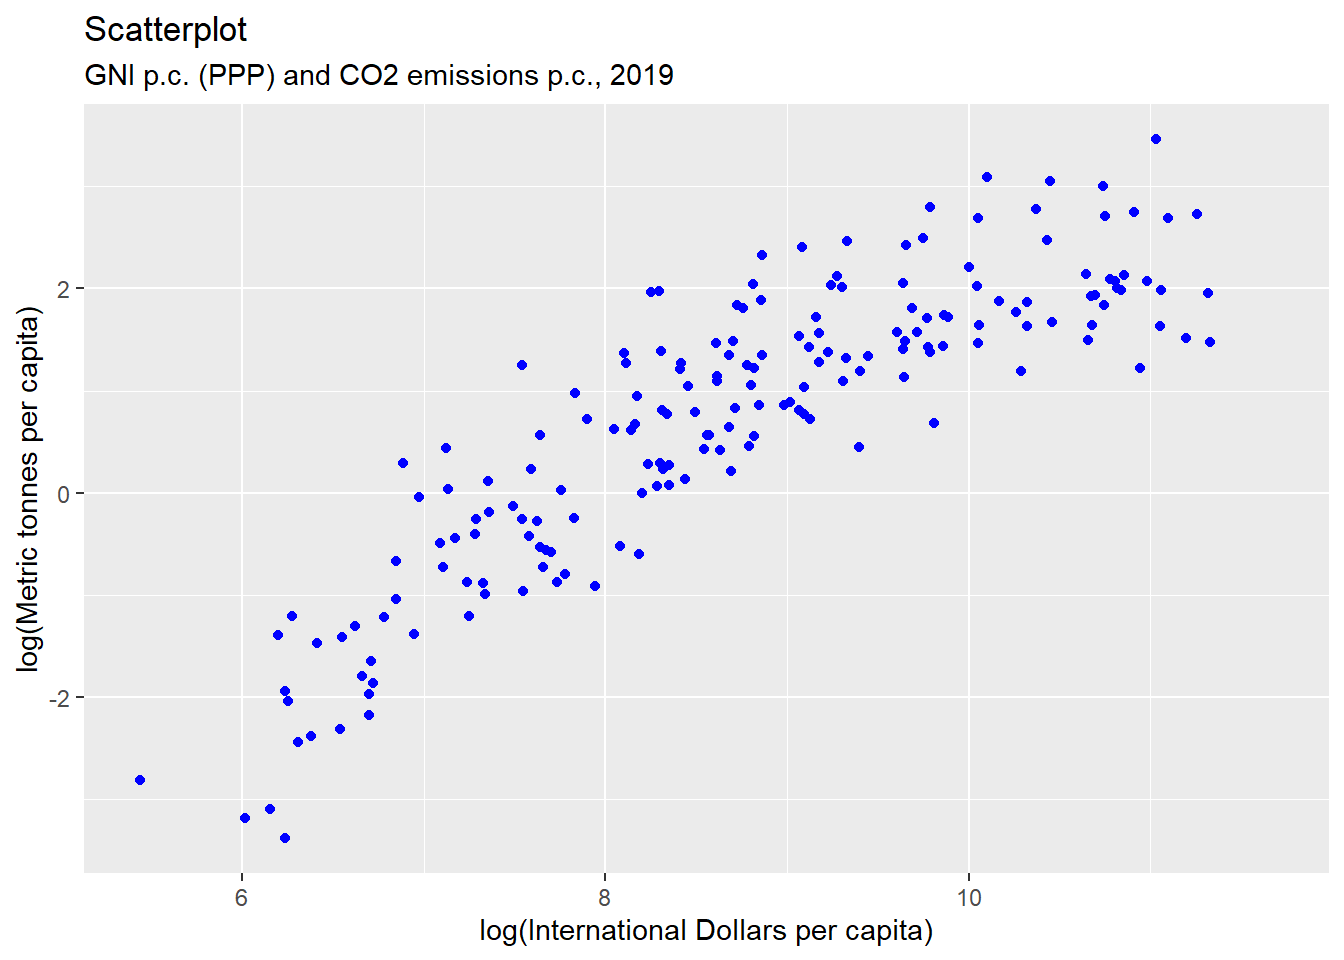 Scatterplot
GNI p.c. (PPP) and CO2 emissions p.c., 2019
log(Metric tonnes per capita)
2
0
-2
6
8
10
log(International Dollars per capita)